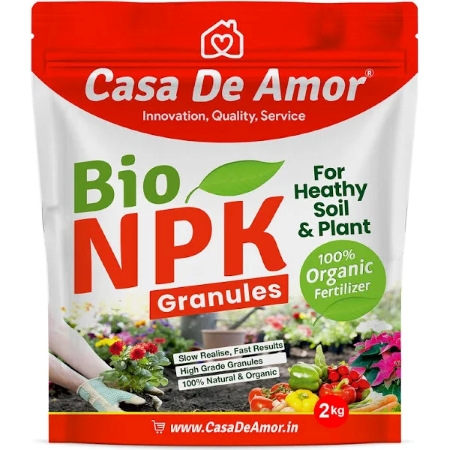 Casa De Amor®
Innovation, Quality, Service
Bio
NPK
Granules
For
Heathy
Soil
& Plant
100%
Organic
Fertilizer
Slow Realise, Fast Results
High Grade Granules
100% Natural & Organic
2kg
www.CasaDeAmor.in